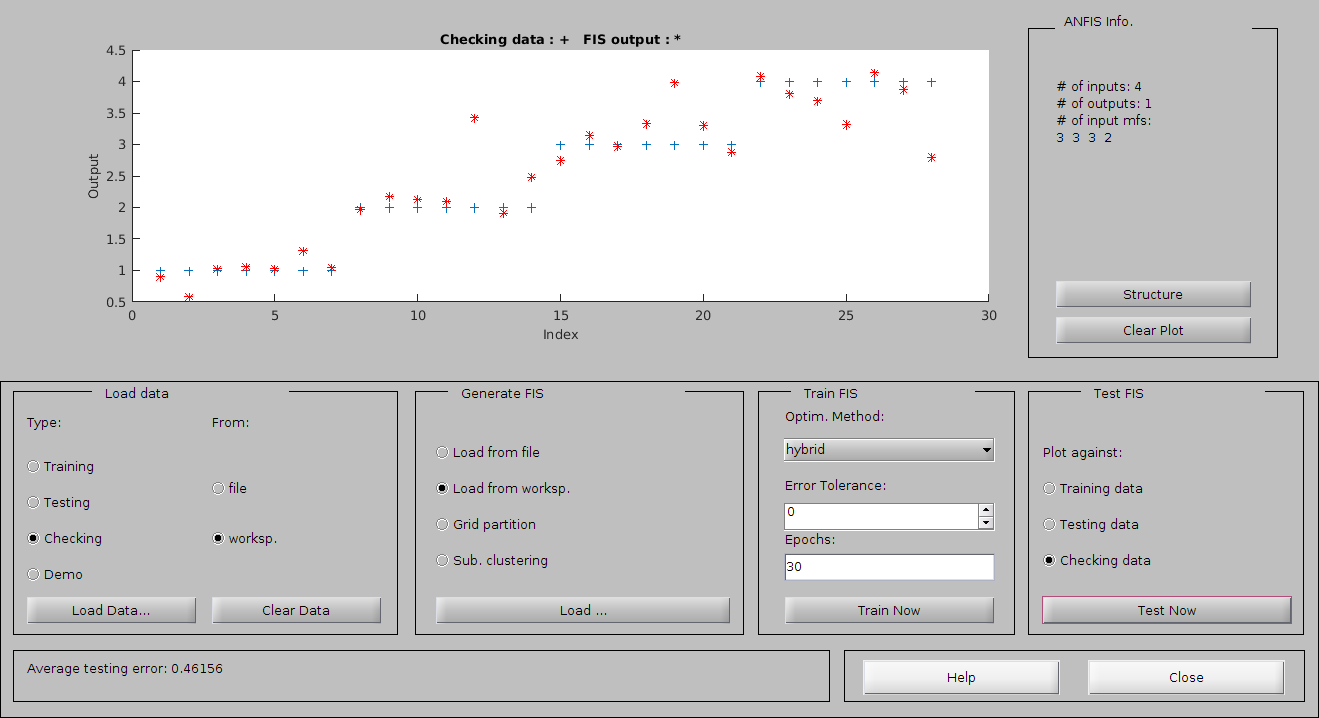 Checking data : +   FIS output : *
4.5
4
3.5
3
2.5
2
1.5
1
0.5
Output
0 5 10 15 20 25 30
Index
ANFIS Info.
# of inputs: 4
# of outputs: 1
# of input mfs:
3 3 3 2
Structure
Clear Plot
Load data
Type:
From:
Training
Testing
file
Checking
worksp.
Demo
Load Data...
Clear Data
Generate FIS
Load from file
Load from worksp.
Grid partition
Sub. clustering
Load ...
Train FIS
Optim. Method:
hybrid
Error Tolerance:
0
Epochs:
30
Train Now
Test FIS
Plot against:
Training data
Testing data
Checking data
Test Now
Average testing error: 0.46156
Help
Close